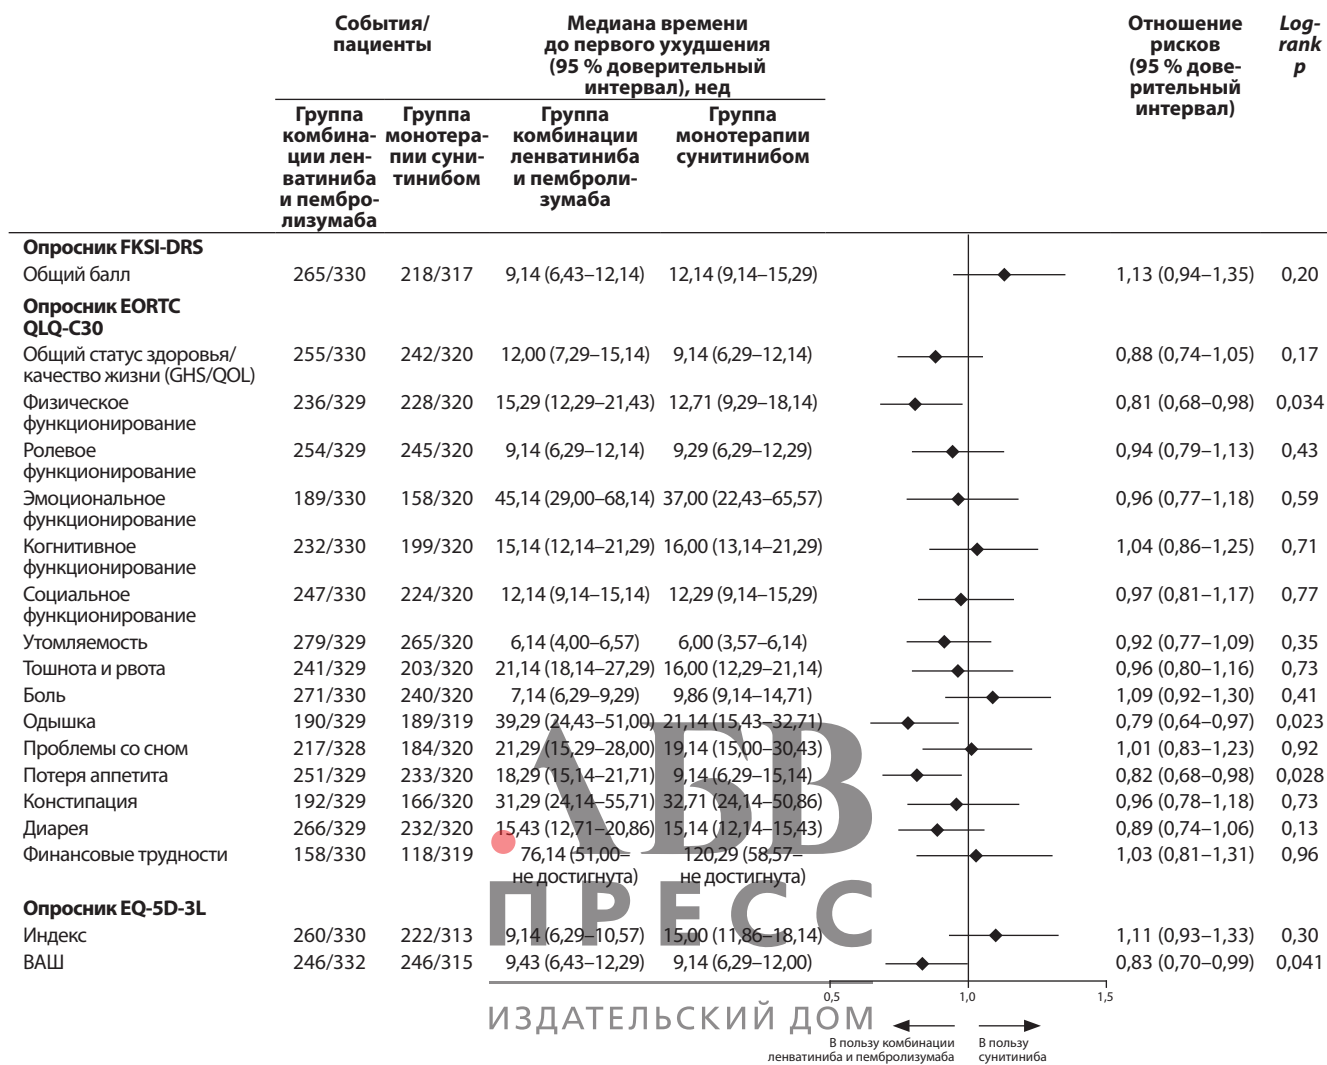 События/
пациенты
Медиана времени
до первого ухудшения
(95 % доверительный
интервал), нед
Отношение
рисков
(95 % дове-
рительный
интервал)
Log-
rank
p
Группа
комбина-
ции лен-
ватиниба
и пембро-
лизумаба
Группа
монотера-
пии суни-
тинибом
Группа
комбинации
ленватиниба
и пемброли-
зумаба
Группа
монотерапии
сунитинибом
Опросник FKSI-DRS
Общий балл 265/330 218/317 9,14 (6,43–12,14) 12,14 (9,14–15,29) 1,13 (0,94–1,35) 0,20
Опросник EORTC
QLQ-C30
Общий статус здоровья/ 255/330 242/320 12,00 (7,29–15,14) 9,14 (6,29–12,14) 0,88 (0,74–1,05) 0,17
качество жизни (GHS/QOL)
Физическое 236/329 228/320 15,29 (12,29–21,43) 12,71 (9,29–18,14) 0,81 (0,68–0,98) 0,034
функционирование
Ролевое 254/329 245/320 9,14 (6,29–12,14) 9,29 (6,29–12,29) 0,94 (0,79–1,13) 0,43
функционирование
Эмоциональное 189/330 158/320 45,14 (29,00–68,14) 37,00 (22,43–65,57) 0,96 (0,77–1,18) 0,59
функционирование
Когнитивное 232/330 199/320 15,14 (12,14–21,29) 16,00 (13,14–21,29) 1,04 (0,86–1,25) 0,71
функционирование
Социальное 247/330 224/320 12,14 (9,14–15,14) 12,29 (9,14–15,29) 0,97 (0,81–1,17) 0,77
функционирование
Утомляемость 279/329 265/320 6,14 (4,00–6,57) 6,00 (3,57–6,14) 0,92 (0,77–1,09) 0,35
Тошнота и рвота 241/329 203/320 21,14 (18,14–27,29) 16,00 (12,29–21,14) 0,96 (0,80–1,16) 0,73
Боль 271/330 240/320 7,14 (6,29–9,29) 9,86 (9,14–14,71) 1,09 (0,92–1,30) 0,41
Одышка 190/329 189/319 39,29 (24,43–51,00) 21,14 (15,43–32,71) 0,79 (0,64–0,97) 0,023
Проблемы со сном 217/328 184/320 21,29 (15,29–28,00) 19,14 (15,00–30,43) 1,01 (0,83–1,23) 0,92
Потеря аппетита 251/329 233/320 18,29 (15,14–21,71) 9,14 (6,29–15,14) 0,82 (0,68–0,98) 0,028
Констипация 192/329 166/320 31,29 (24,14–55,71) 32,71 (24,14–50,86) 0,96 (0,78–1,18) 0,73
Диарея 266/329 232/320 15,43 (12,71–20,86) 15,14 (12,14–15,43) 0,89 (0,74–1,06) 0,13
Финансовые трудности 158/330 118/319 76,14 (51,00– 120,29 (58,57– 1,03 (0,81–1,31) 0,96
не достигнута) не достигнута)
Опросник EQ-5D-3L
Индекс 260/330 222/313 9,14 (6,29–10,57) 15,00 (11,86–18,14) 1,11 (0,93–1,33) 0,30
ВАШ 246/332 246/315 9,43 (6,43–12,29) 9,14 (6,29–12,00) 0,83 (0,70–0,99) 0,041
0,5 1,0 1,5
В пользу комбинации
ленватиниба и пембролизумаба
В пользу
сунитиниба
АБВ
ПРЕСС
ИЗДАТЕЛЬСКИЙ ДОМ